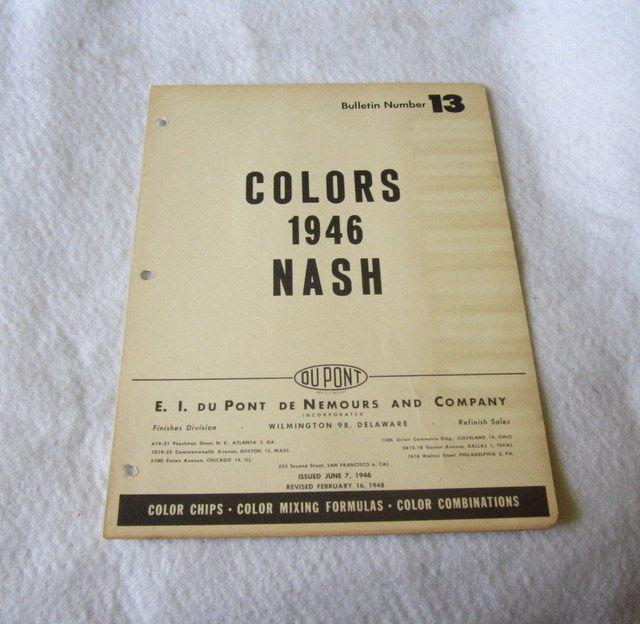 Bulletin Number 13
COLORS
1946
NASH
DU PONT
E. I. DU PONT DE NEMOURS AND COMPANY
INCORPORATED
Finishes Division · WILMINGTON 98, DELAWARE Refinish Sales
619-21 Peachtree Street, N. E., ATLANTA 3, GA. 1306 Union Commerce Bldg., CLEVELAND 14, OHIO
1019-25 Commonwealth Avenue, BOSTON 15, MASS. 2812-18 Gaston Avenue, DALLAS 1, TEXAS
2100 Elston Avenue, CHICAGO 14, ILL. 1616 Walnut Street, PHILADELPHIA 3, PA.
235 Second Street, SAN FRANCISCO 6, CAL.
ISSUED JUNE 7, 1946
REVISED FEBRUARY 16, 1948
COLOR CHIPS · COLOR MIXING FORMULAS · COLOR COMBINATIONS